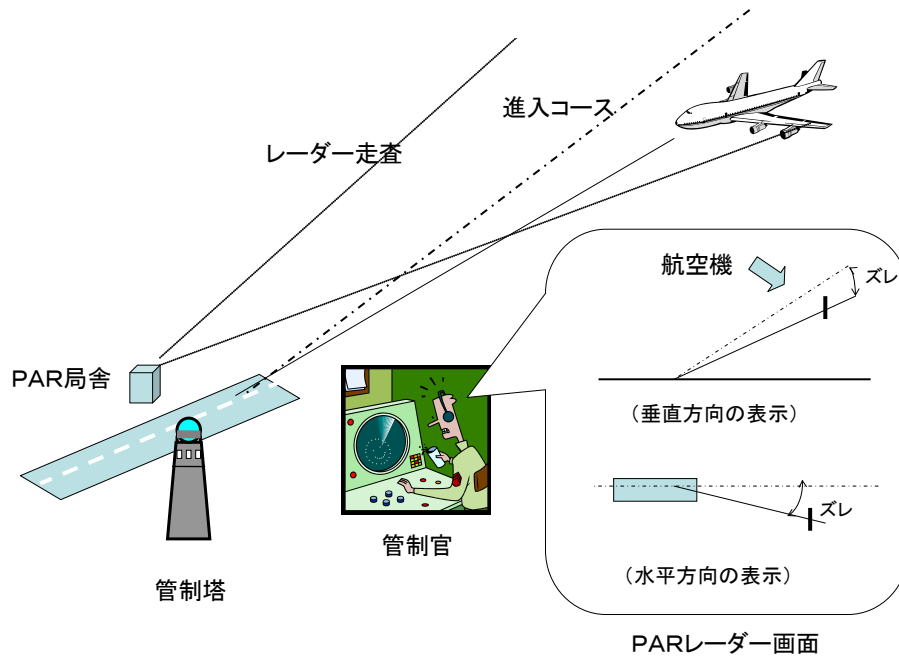 進入コース
レーダー走査
航空機
ズレ
PAR局舎
(垂直方向の表示)
ズレ
管制官
(水平方向の表示)
管制塔
PARレーダー画面